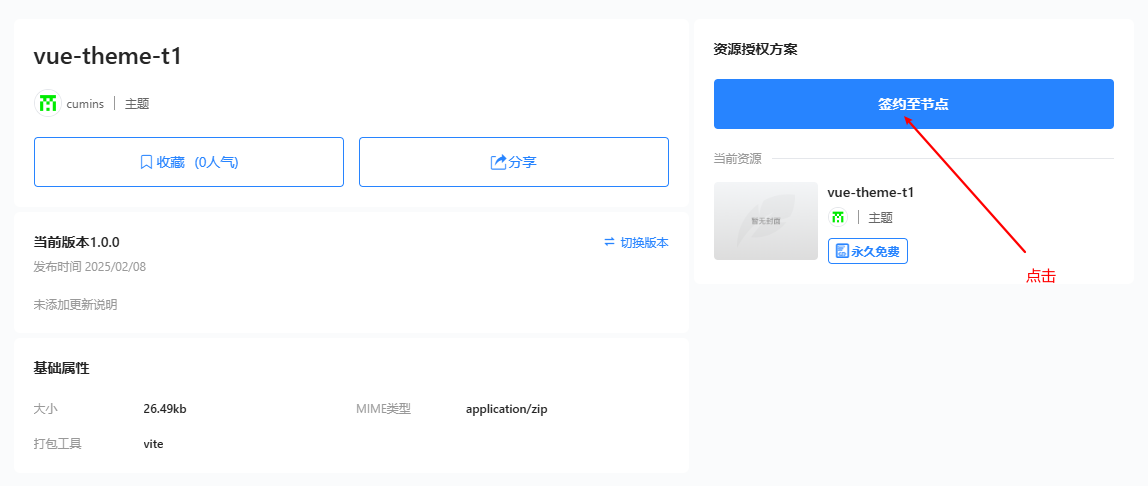 vue-theme-t1
cumins | 主题
收藏 (0人气)
分享
当前版本1.0.0
切换版本
发布时间 2025/02/08
未添加更新说明
基础属性
大小 26.49kb MIME类型 application/zip
打包工具 vite
资源授权方案
签约至节点
当前资源
暂无封面
vue-theme-t1
| 主题
永久免费
点击